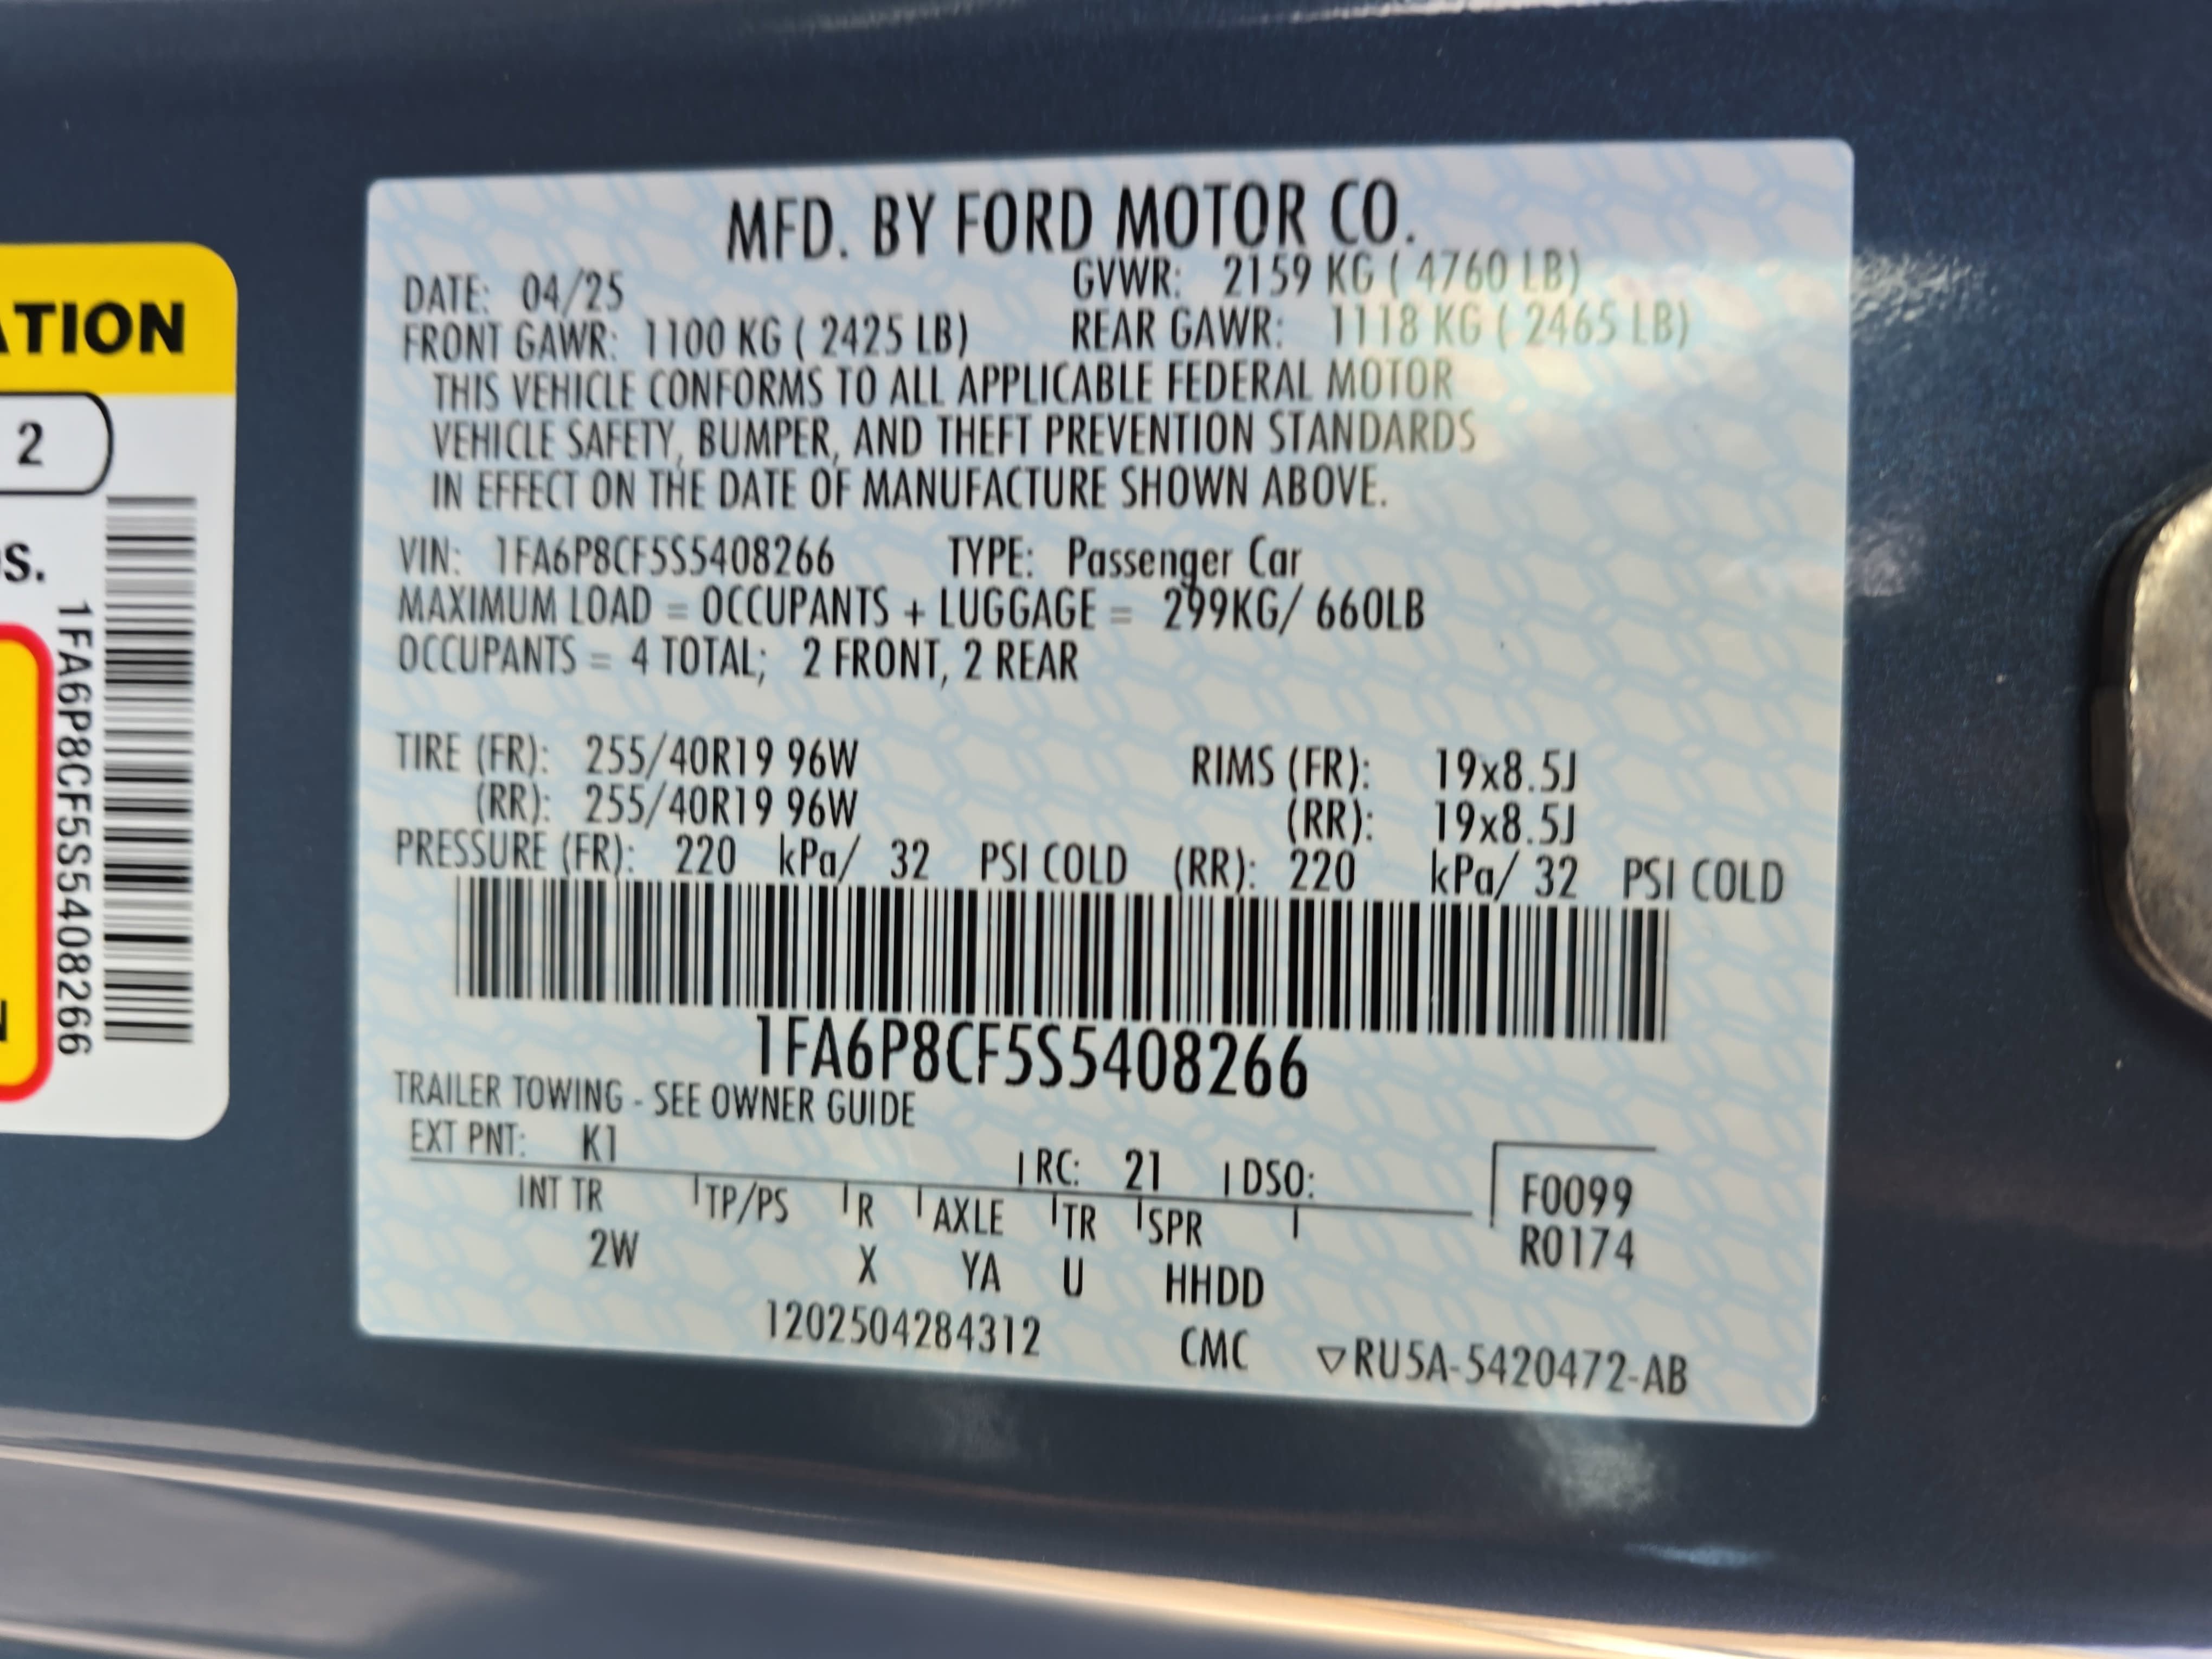 MFD. BY FORD MOTOR CO.
DATE: 04/25 GVWR: 2159 KG ( 4760 LB)
FRONT GAWR: 1100 KG ( 2425 LB) REAR GAWR: 1118 KG ( 2465 LB)
THIS VEHICLE CONFORMS TO ALL APPLICABLE FEDERAL MOTOR
VEHICLE SAFETY, BUMPER, AND THEFT PREVENTION STANDARDS
IN EFFECT ON THE DATE OF MANUFACTURE SHOWN ABOVE.
VIN: 1FA6P8CF5S5408266 TYPE: Passenger Car
MAXIMUM LOAD = OCCUPANTS + LUGGAGE = 299KG/ 660LB
OCCUPANTS = 4 TOTAL; 2 FRONT, 2 REAR
TIRE (FR): 255/40R19 96W RIMS (FR): 19x8.5J
(RR): 255/40R19 96W (RR): 19x8.5J
PRESSURE (FR): 220 kPa/ 32 PSI COLD (RR): 220 kPa/ 32 PSI COLD
1FA6P8CF5S5408266
TRAILER TOWING - SEE OWNER GUIDE
EXT PNT: K1 RC: 21 DSO:
INT TR TP/PS R AXLE TR SPR
2W X YA U HHDD
F0099
R0174
1202504284312 CMC ▽RU5A-5420472-AB
2
1FA6P8CF5S5408266